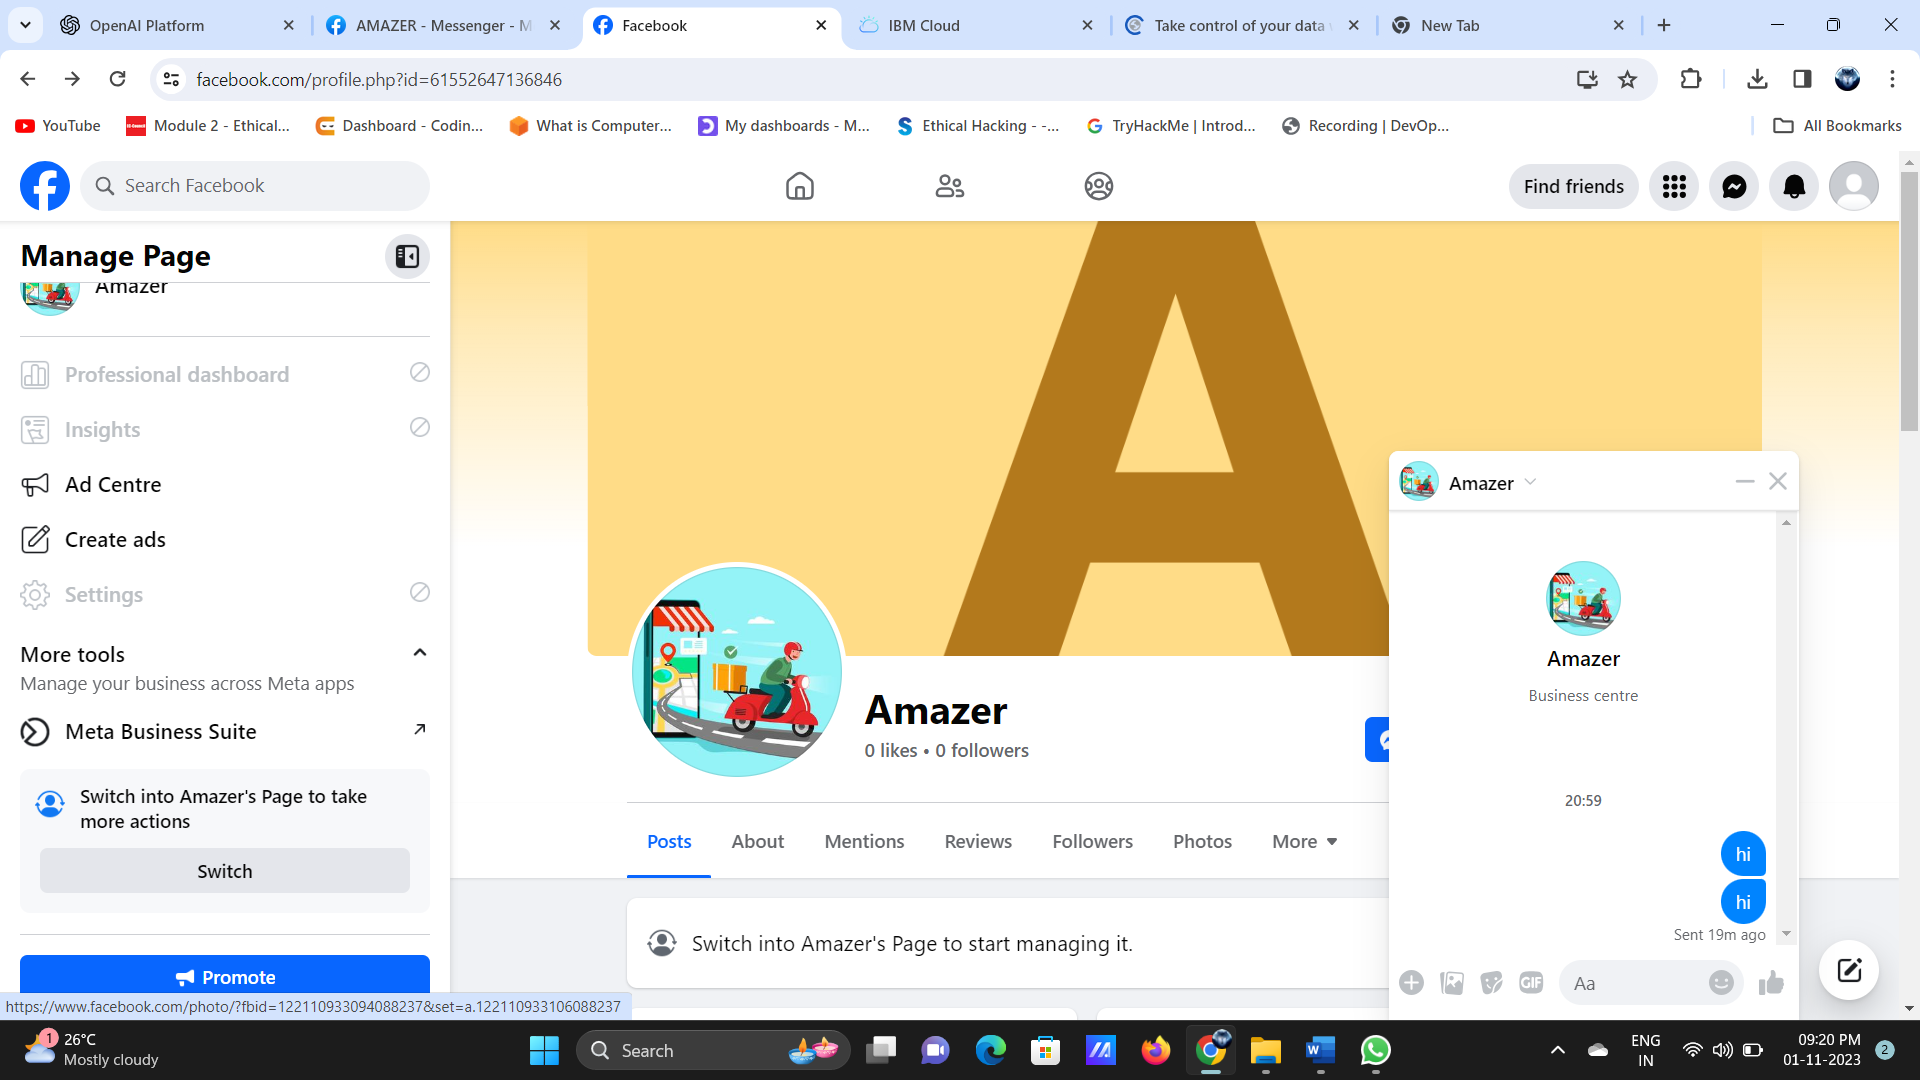 OpenAI Platform
AMAZER - Messenger - M
Facebook
IBM Cloud
Take control of your data
New Tab
facebook.com/profile.php?id=61552647136846
YouTube
Module 2 - Ethical...
Dashboard - Codin...
What is Computer...
My dashboards - M...
Ethical Hacking - -...
TryHackMe | Introd...
Recording | DevOp...
All Bookmarks
Search Facebook
Find friends
Manage Page
Amazer
Professional dashboard
Insights
Ad Centre
Create ads
Settings
More tools
Manage your business across Meta apps
Meta Business Suite
Switch into Amazer's Page to take
more actions
Switch
Promote
https://www.facebook.com/photo/?fbid=122110933094088237&set=a.122110933106088237
A
Amazer
0 likes • 0 followers
Posts
About
Mentions
Reviews
Followers
Photos
More
Switch into Amazer's Page to start managing it.
Amazer
Amazer
Business centre
20:59
hi
hi
Sent 19m ago
GIF
Aa
1
26°C
Mostly cloudy
Search
ENG
IN
09:20 PM
01-11-2023
2